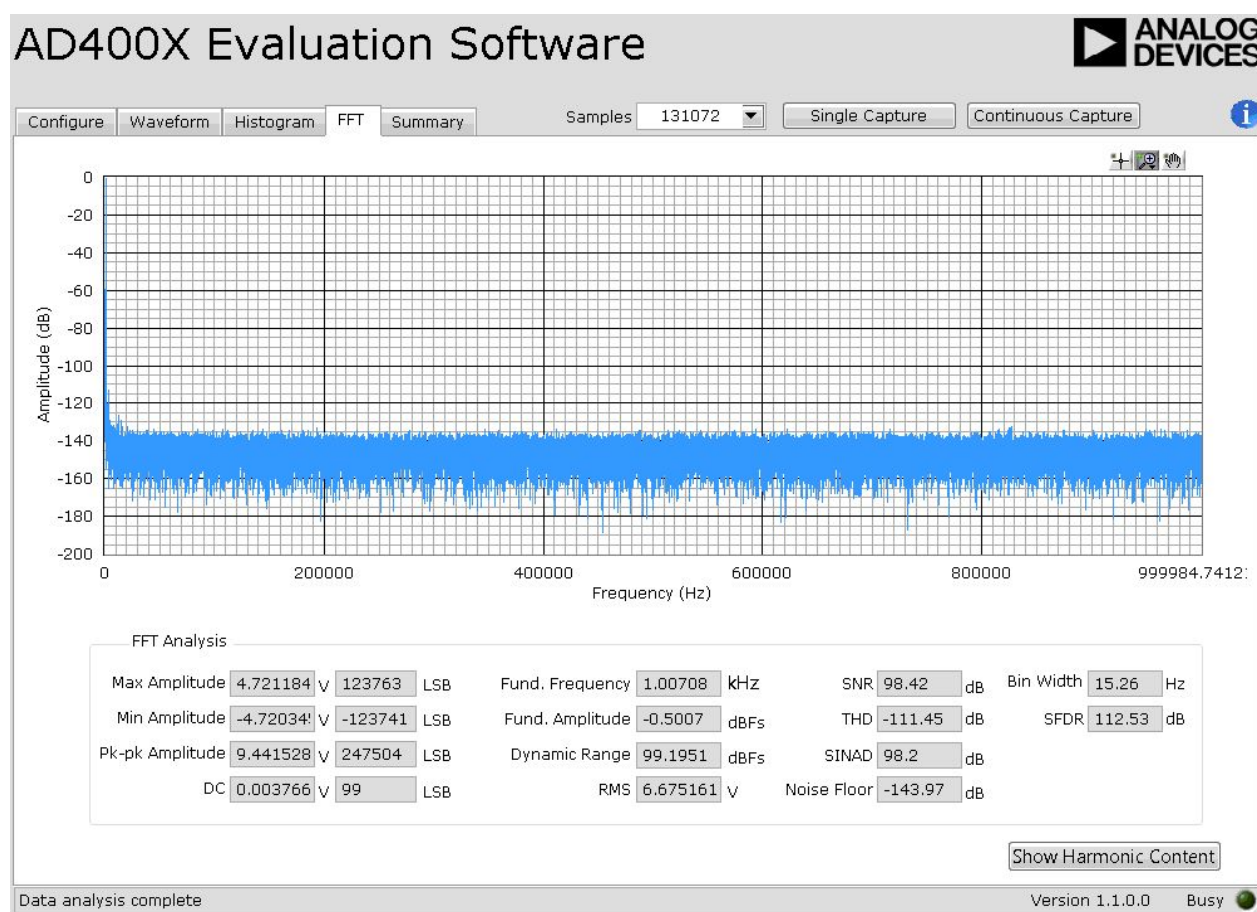 AD400X Evaluation Software
ANALOG
DEVICES
Configure Waveform Histogram FFT Summary Samples 131072 Single Capture Continuous Capture
i
0
-20
-40
-60
-80
-100
-120
-140
-160
-180
-200
Amplitude (dB)
0 200000 400000 600000 800000 999984.74121
Frequency (Hz)
FFT Analysis
Max Amplitude 4.721184 V 123763 LSB Fund. Frequency 1.00708 kHz SNR 98.42 dB Bin Width 15.26 Hz
Min Amplitude -4.72034 V -123741 LSB Fund. Amplitude -0.5007 dBFs THD -111.45 dB SFDR 112.53 dB
Pk-pk Amplitude 9.441528 V 247504 LSB Dynamic Range 99.1951 dBFs SINAD 98.2 dB
DC 0.003766 V 99 LSB RMS 6.675161 V Noise Floor -143.97 dB
Show Harmonic Content
Data analysis complete Version 1.1.0.0 Busy